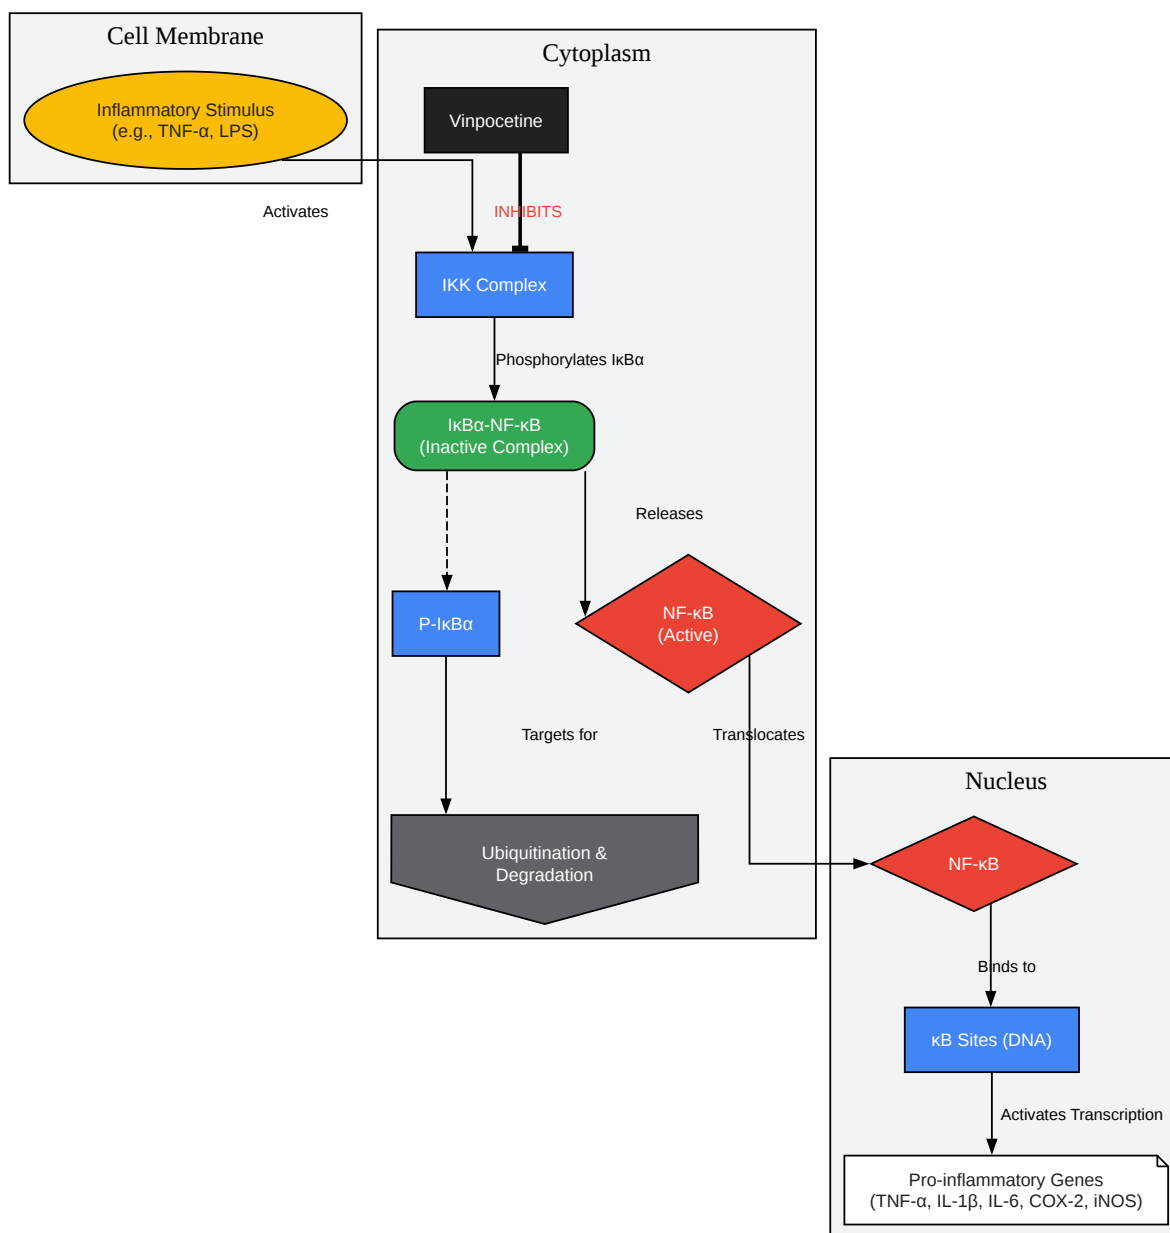 Cell Membrane
Inflammatory Stimulus
(e.g., TNF-α, LPS)
Activates
Cytoplasm
Vinpocetine
INHIBITS
IKK Complex
Phosphorylates IκBα
IκBα-NF-κB
(Inactive Complex)
Releases
P-IκBα
NF-κB
(Active)
Targets for
Translocates
Ubiquitination &
Degradation
Nucleus
NF-κB
Binds to
κB Sites (DNA)
Activates Transcription
Pro-inflammatory Genes
(TNF-α, IL-1β, IL-6, COX-2, iNOS)